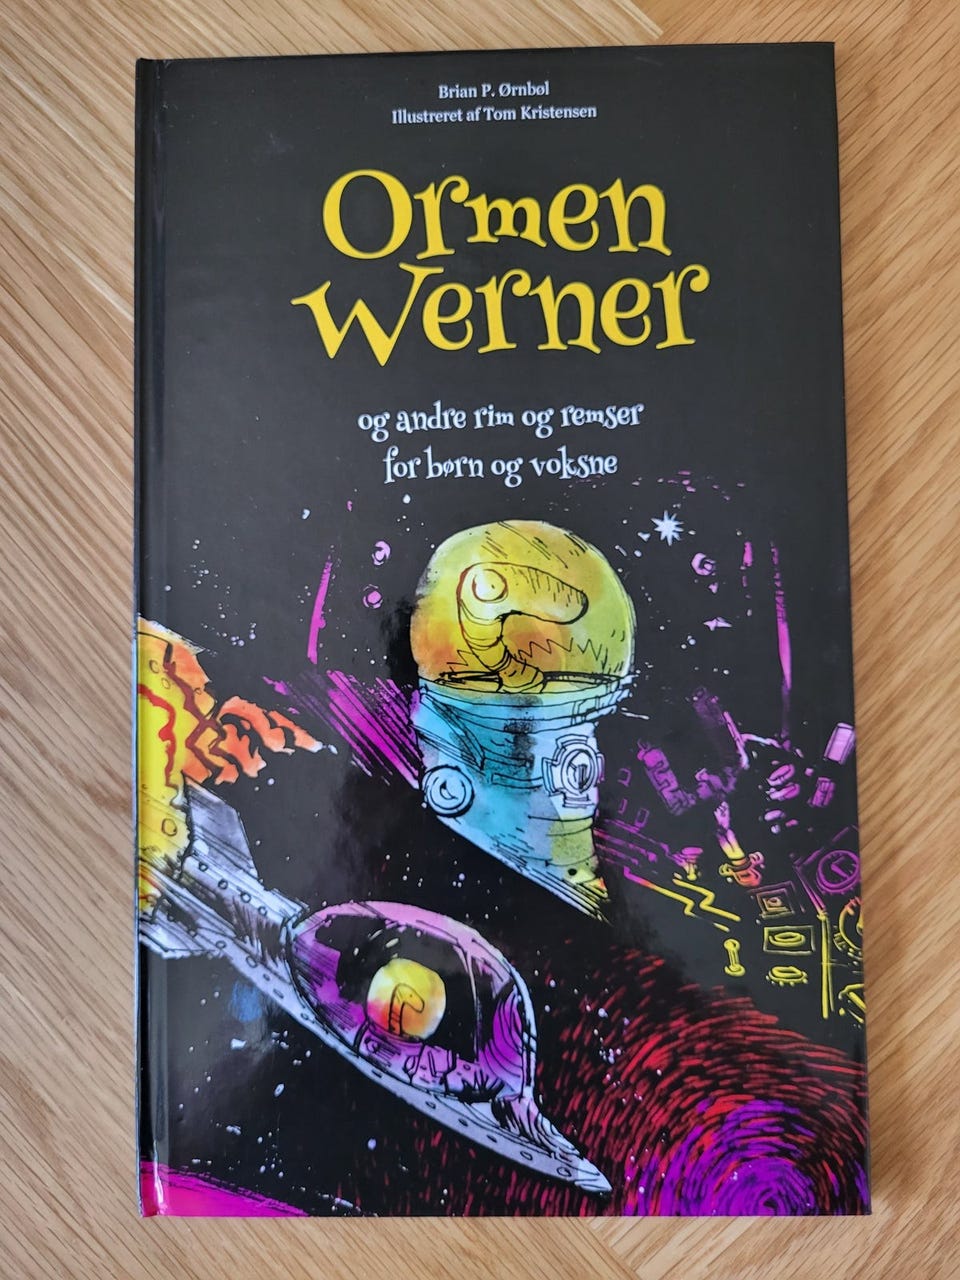 Brian P. Ørnbøl
Illustreret af Tom Kristensen
Ormen
Werner
og andre rim og remser
for børn og voksne